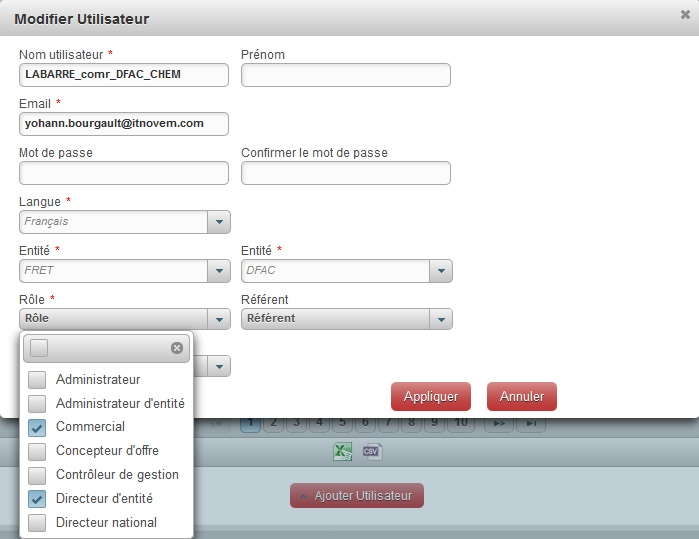 Modifier Utilisateur
Nom utilisateur * Prénom
LABARRE_comr_DFAC_CHEM
Email *
yohann.bourgault@itnovem.com
Mot de passe Confirmer le mot de passe
Langue *
Français
Entité * Entité *
FRET DFAC
Rôle * Référent
Rôle Référent
Administrateur
Appliquer Annuler
Administrateur d'entité
Commercial
1 2 3 4 5 6 7 8 9 10
Concepteur d'offre
CSV
Contrôleur de gestion
Directeur d'entité
Ajouter Utilisateur
Directeur national